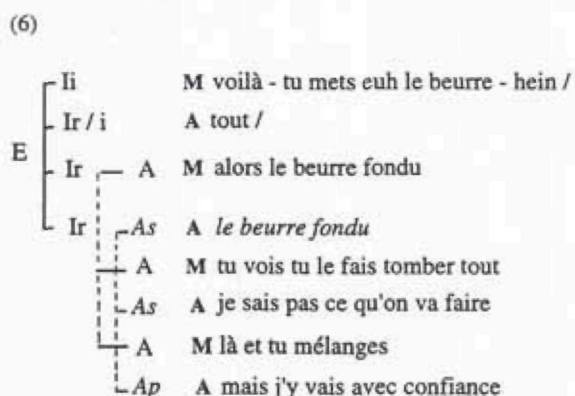 (6)
Ii M voilà - tu mets euh le beurre - hein /
Ir / i A tout /
E
Ir A M alors le beurre fondu
Ir As A le beurre fondu
A M tu vois tu le fais tomber tout
As A je sais pas ce qu'on va faire
A M là et tu mélanges
Ap A mais j'y vais avec confiance